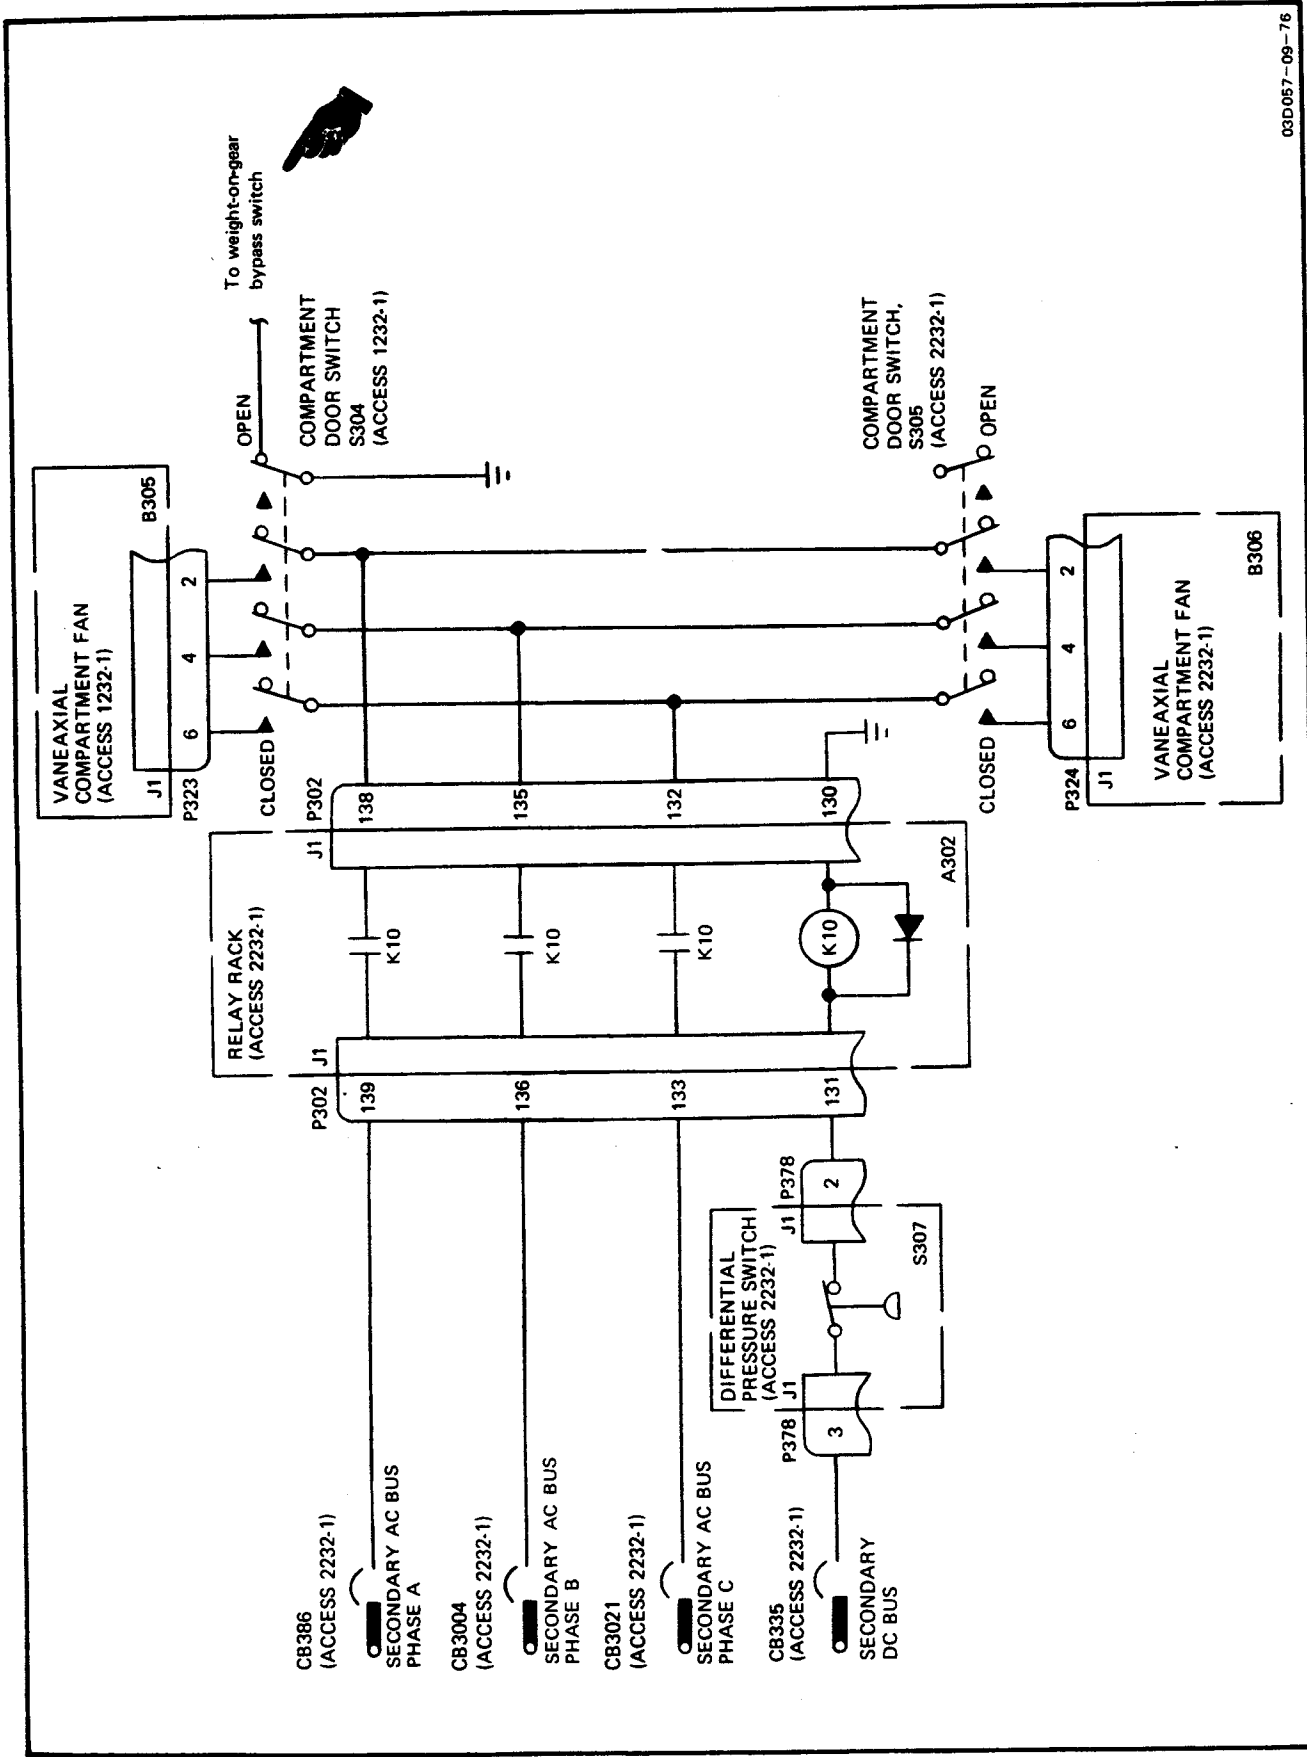 VANEAXIAL
COMPARTMENT FAN
(ACCESS 1232-1)
J1
B305
P323
6
4
2
CLOSED
OPEN
To weight-on-gear
bypass switch
COMPARTMENT
DOOR SWITCH
S304
(ACCESS 1232-1)
RELAY RACK
(ACCESS 2232-1)
CB386
(ACCESS 2232-1)
SECONDARY AC BUS
PHASE A
P302
J1
139
K10
J1
P302
138
CB3004
(ACCESS 2232-1)
SECONDARY AC BUS
PHASE B
136
K10
135
CB3021
(ACCESS 2232-1)
SECONDARY AC BUS
PHASE C
133
K10
132
DIFFERENTIAL
PRESSURE SWITCH
(ACCESS 2232-1)
CB335
(ACCESS 2232-1)
SECONDARY
DC BUS
P378
J1
3
J1
P378
2
S307
131
K10
130
A302
COMPARTMENT
DOOR SWITCH,
S305
(ACCESS 2232-1)
CLOSED
OPEN
P324
J1
6
4
2
VANEAXIAL
COMPARTMENT FAN
(ACCESS 2232-1)
B306
03D057-09-76